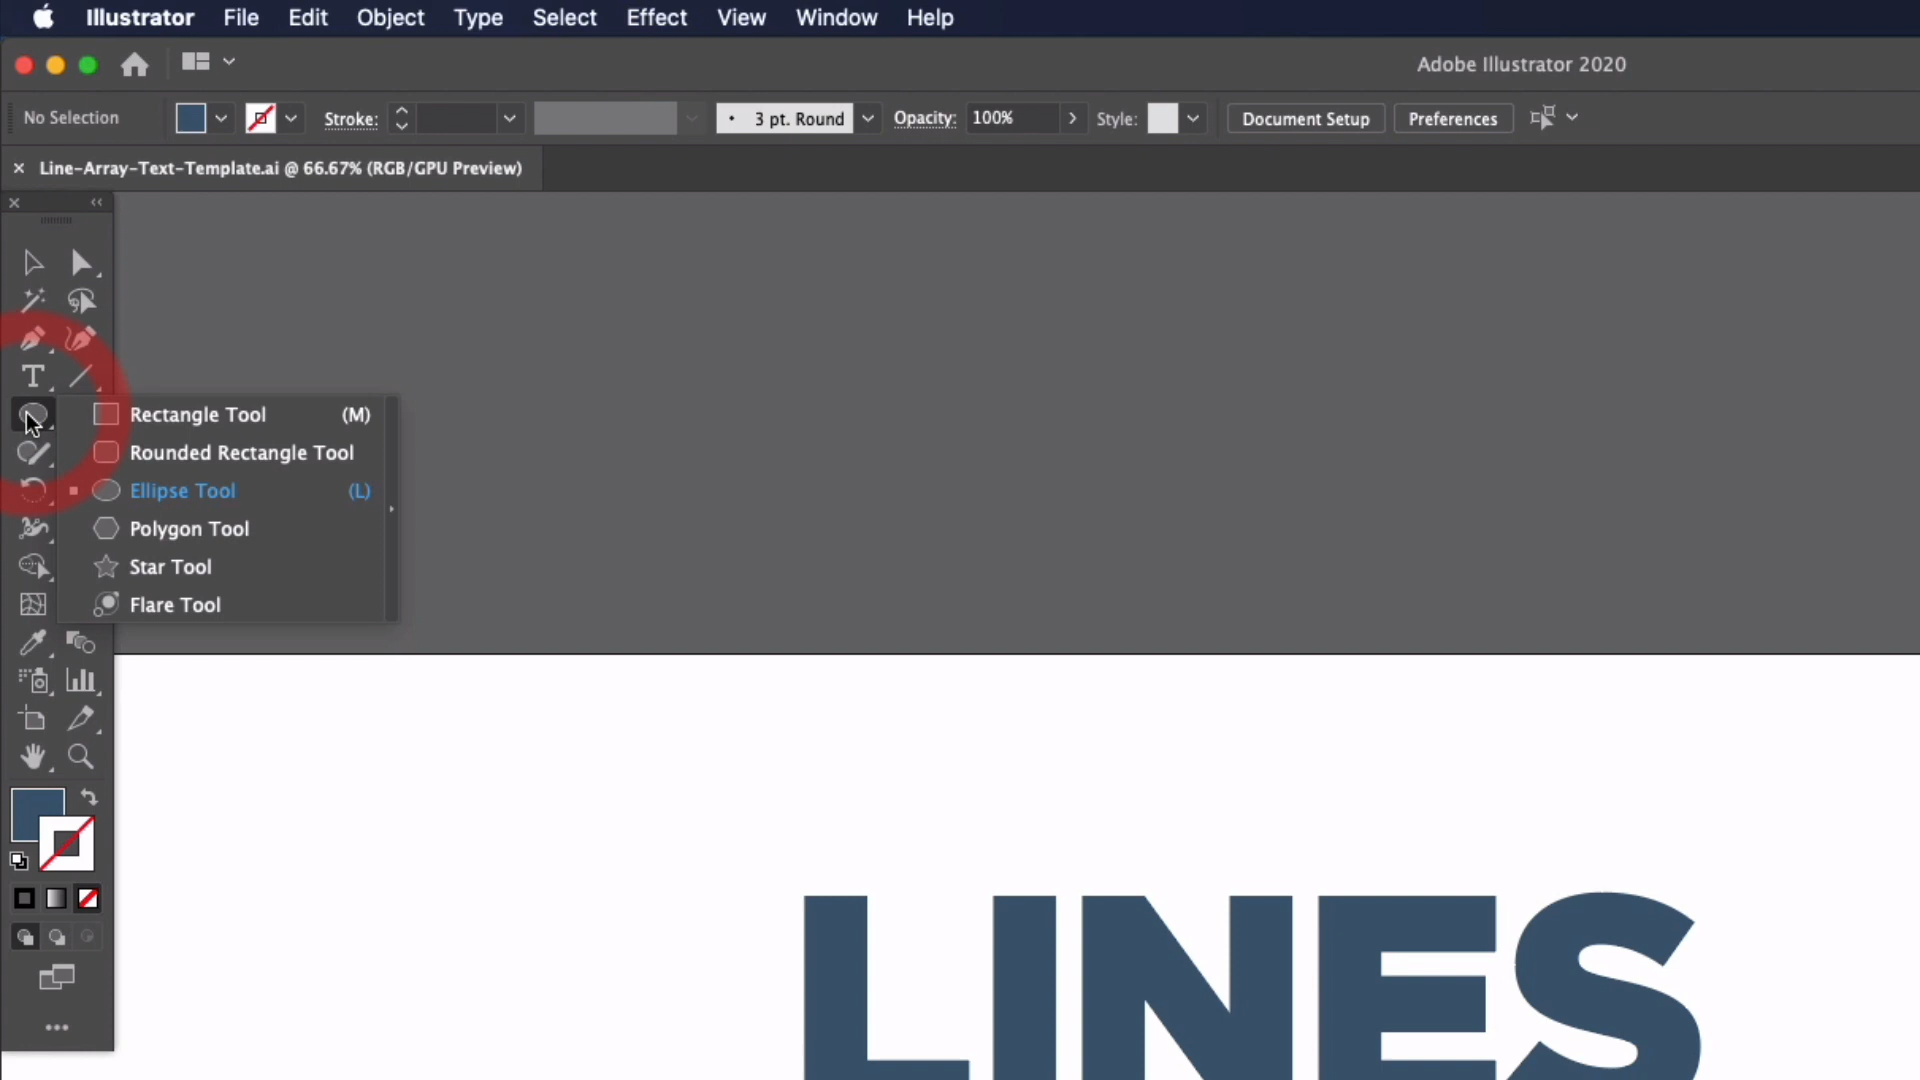 Illustrator File Edit Object Type Select Effect View Window Help
Adobe Illustrator 2020
No Selection Stroke: • 3 pt. Round Opacity: 100% Style: Document Setup Preferences
Line-Array-Text-Template.ai @ 66.67% (RGB/GPU Preview)
Rectangle Tool (M)
Rounded Rectangle Tool
Ellipse Tool (L)
Polygon Tool
Star Tool
Flare Tool
LINES